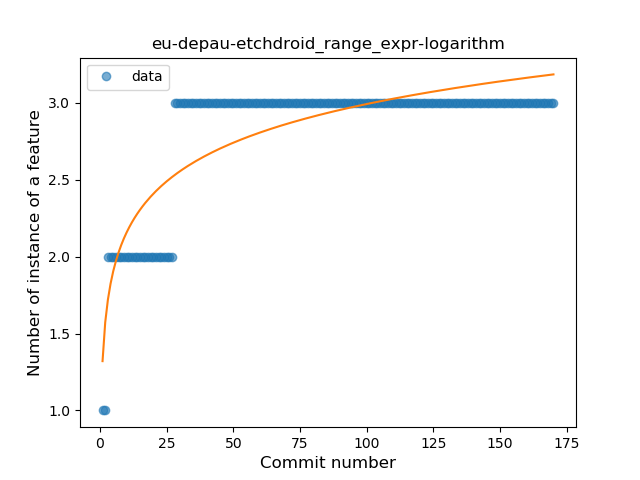 eu-depau-etchdroid_range_expr-logarithm
data
Number of instance of a feature
3.0
2.5
2.0
1.5
1.0
0 25 50 75 100 125 150 175
Commit number